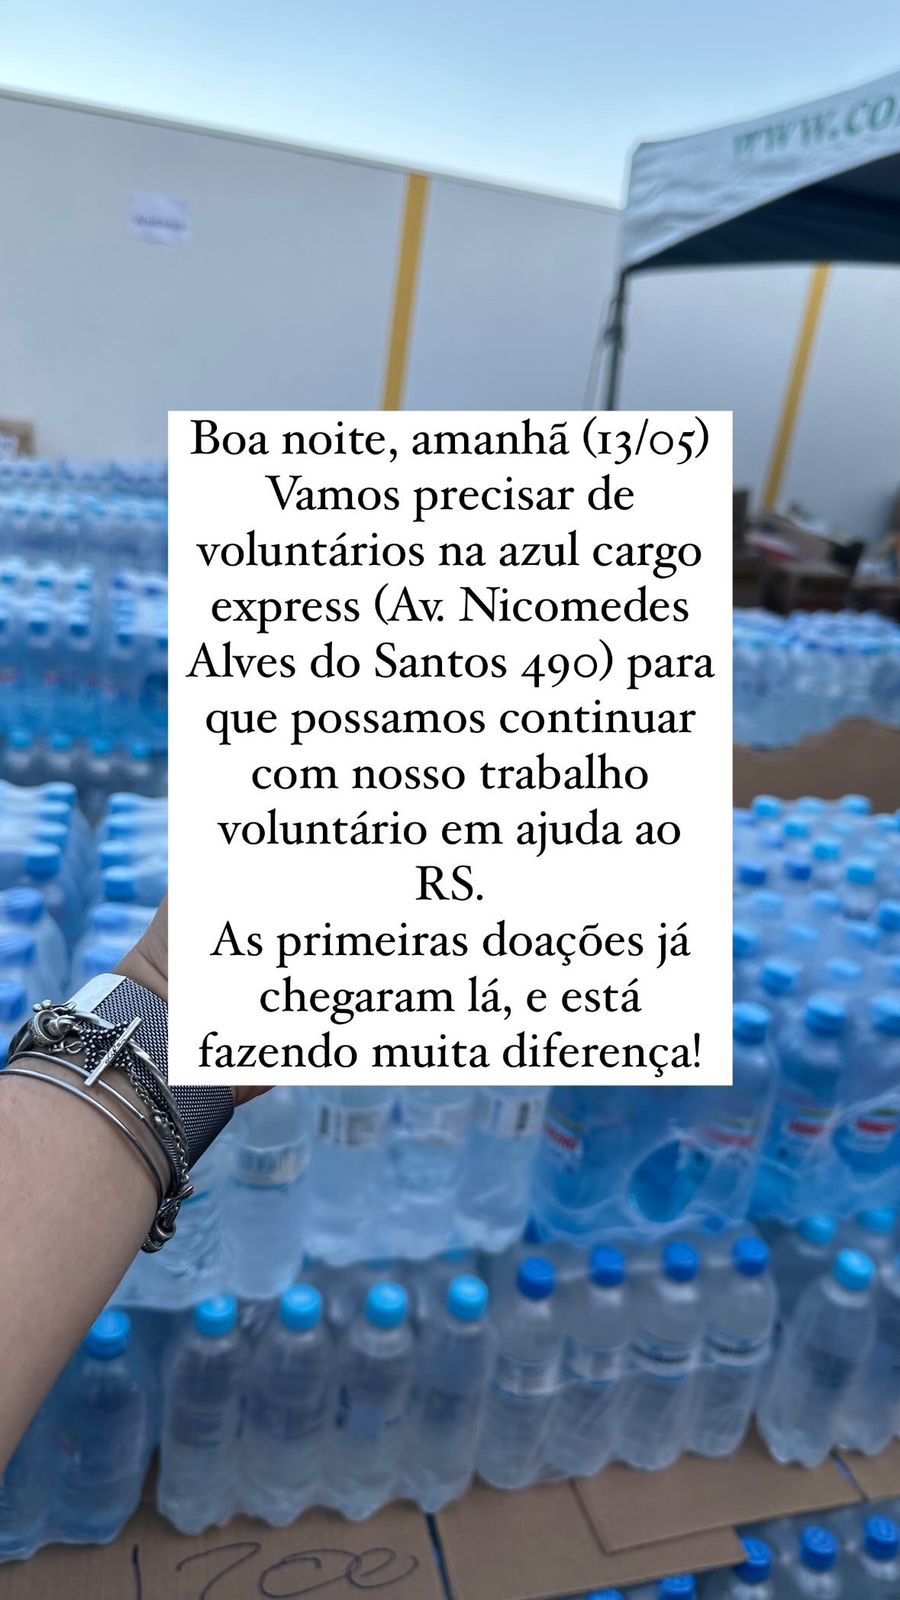 www.co
Boa noite, amanhã (13/05)
Vamos precisar de
voluntários na azul cargo
express (Av. Nicomedes
Alves do Santos 490) para
que possamos continuar
com nosso trabalho
voluntário em ajuda ao
RS.
As primeiras doações já
chegaram lá, e está
fazendo muita diferença!